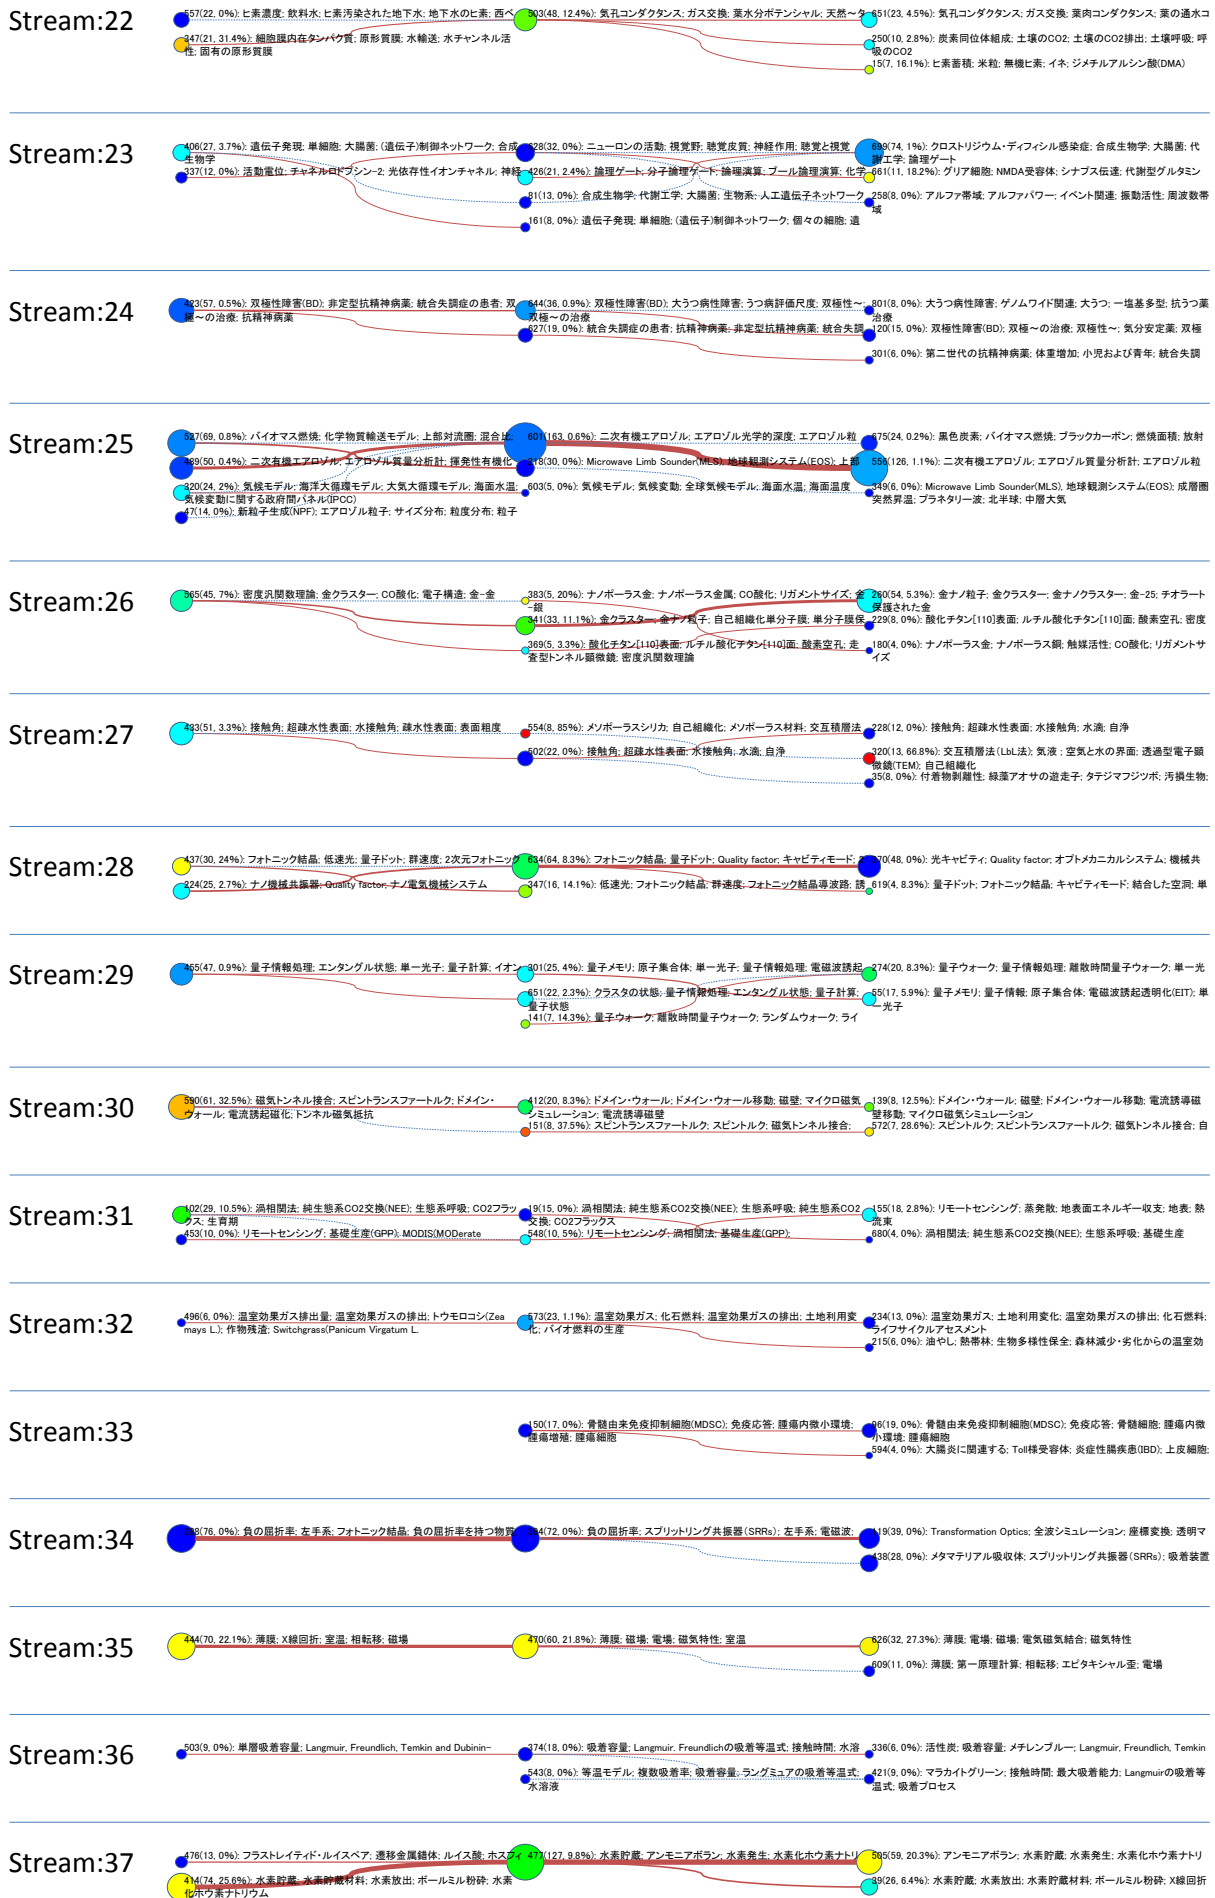 Stream:22
557(22, 0%): ヒ素濃度; 飲料水; ヒ素汚染された地下水; 地下水のヒ素; 西ベ
347(21, 31.4%): 細胞膜内在タンパク質; 原形質膜; 水輸送; 水チャンネル活
性; 固有の原形質膜
503(48, 12.4%): 気孔コンダクタンス; ガス交換; 葉水分ポテンシャル; 天然~タ
651(23, 4.5%): 気孔コンダクタンス; ガス交換; 葉肉コンダクタンス; 葉の通水コ
250(10, 2.8%): 炭素同位体組成; 土壌のCO2; 土壌のCO2排出; 土壌呼吸; 呼
吸のCO2
15(7, 16.1%): ヒ素蓄積; 米粒; 無機ヒ素; イネ; ジメチルアルシン酸(DMA)
Stream:23
406(27, 3.7%): 遺伝子発現; 単細胞; 大腸菌; (遺伝子)制御ネットワーク; 合成
生物学
337(12, 0%): 活動電位; チャネルロドプシン-2; 光依存性イオンチャネル; 神経
628(32, 0%): ニューロンの活動; 視覚野; 聴覚皮質; 神経作用; 聴覚と視覚
426(21, 2.4%): 論理ゲート; 分子論理ゲート; 論理演算; ブール論理演算; 化学
81(13, 0%): 合成生物学; 代謝工学; 大腸菌; 生物系; 人工遺伝子ネットワーク
161(8, 0%): 遺伝子発現; 単細胞; (遺伝子)制御ネットワーク; 個々の細胞; 遺
699(74, 1%): クロストリジウム・ディフィシル感染症; 合成生物学; 大腸菌; 代
謝工学; 論理ゲート
661(11, 18.2%): グリア細胞; NMDA受容体; シナプス伝達; 代謝型グルタミン
258(8, 0%): アルファ帯域; アルファパワー; イベント関連; 振動活性; 周波数帯
域
Stream:24
423(57, 0.5%): 双極性障害(BD); 非定型抗精神病薬; 統合失調症の患者; 双
極~の治療; 抗精神病薬
644(36, 0.9%): 双極性障害(BD); 大うつ病性障害; うつ病評価尺度; 双極性~;
双極~の治療
627(19, 0%): 統合失調症の患者; 抗精神病薬; 非定型抗精神病薬; 統合失調
801(8, 0%): 大うつ病性障害; ゲノムワイド関連; 大うつ; 一塩基多型; 抗うつ薬
治療
120(15, 0%): 双極性障害(BD); 双極~の治療; 双極性~; 気分安定薬; 双極
301(6, 0%): 第二世代の抗精神病薬; 体重増加; 小児および青年; 統合失調
Stream:25
527(69, 0.8%): バイオマス燃焼; 化学物質輸送モデル; 上部対流圏; 混合比;
489(50, 0.4%): 二次有機エアロゾル; エアロゾル質量分析計; 揮発性有機化
320(24, 2%): 気候モデル; 海洋大循環モデル; 大気大循環モデル; 海面水温;
気候変動に関する政府間パネル(IPCC)
47(14, 0%): 新粒子生成(NPF); エアロゾル粒子; サイズ分布; 粒度分布; 粒子
601(163, 0.6%): 二次有機エアロゾル; エアロゾル光学的深度; エアロゾル粒
218(30, 0%): Microwave Limb Sounder(MLS); 地球観測システム(EOS); 上部
603(5, 0%): 気候モデル; 気候変動; 全球気候モデル; 海面水温; 海面温度
675(24, 0.2%): 黒色炭素; バイオマス燃焼; ブラックカーボン; 燃焼面積; 放射
556(126, 1.1%): 二次有機エアロゾル; エアロゾル質量分析計; エアロゾル粒
349(6, 0%): Microwave Limb Sounder(MLS), 地球観測システム(EOS); 成層圏
突然昇温; プラネタリー波; 北半球; 中層大気
Stream:26
565(45, 7%): 密度汎関数理論; 金クラスター; CO酸化; 電子構造; 金-金
383(5, 20%): ナノポーラス金; ナノポーラス金属; CO酸化; リガメントサイズ; 金
-銀
341(33, 11.1%): 金クラスター; 金ナノ粒子; 自己組織化単分子膜; 単分子膜保
369(5, 3.3%): 酸化チタン[110]表面; ルチル酸化チタン[110]面; 酸素空孔; 走
査型トンネル顕微鏡; 密度汎関数理論
260(54, 5.3%): 金ナノ粒子; 金クラスター; 金ナノクラスター; 金-25; チオラート
保護された金
229(8, 0%): 酸化チタン[110]表面; ルチル酸化チタン[110]面; 酸素空孔; 密度
180(4, 0%): ナノポーラス金; ナノポーラス銅; 触媒活性; CO酸化; リガメントサ
イズ
Stream:27
433(51, 3.3%): 接触角; 超疎水性表面; 水接触角; 疎水性表面; 表面粗度
554(8, 85%): メソポーラスシリカ; 自己組織化; メソポーラス材料; 交互積層法
502(22, 0%): 接触角; 超疎水性表面; 水接触角; 水滴; 自浄
228(12, 0%): 接触角; 超疎水性表面; 水接触角; 水滴; 自浄
320(13, 66.8%): 交互積層法(LbL法); 気液 ; 空気と水の界面; 透過型電子顕
微鏡(TEM); 自己組織化
35(8, 0%): 付着物剥離性; 緑藻アオサの遊走子; タテジマフジツボ; 汚損生物;
Stream:28
437(30, 24%): フォトニック結晶; 低速光; 量子ドット; 群速度; 2次元フォトニック
224(25, 2.7%): ナノ機械共振器; Quality factor; ナノ電気機械システム
634(64, 8.3%): フォトニック結晶; 量子ドット; Quality factor; キャビティモード; 2
347(16, 14.1%): 低速光; フォトニック結晶; 群速度; フォトニック結晶導波路; 誘
370(48, 0%): 光キャビティ; Quality factor; オプトメカニカルシステム; 機械共
619(4, 8.3%): 量子ドット; フォトニック結晶; キャビティモード; 結合した空洞; 単
Stream:29
455(47, 0.9%): 量子情報処理; エンタングル状態; 単一光子; 量子計算; イオン
301(25, 4%): 量子メモリ; 原子集合体; 単一光子; 量子情報処理; 電磁波誘起
651(22, 2.3%): クラスタの状態; 量子情報処理; エンタングル状態; 量子計算;
量子状態
141(7, 14.3%): 量子ウォーク; 離散時間量子ウォーク; ランダムウォーク; ライ
274(20, 8.3%): 量子ウォーク; 量子情報処理; 離散時間量子ウォーク; 単一光
55(17, 5.9%): 量子メモリ; 量子情報; 原子集合体; 電磁波誘起透明化(EIT); 単
一光子
Stream:30
590(61, 32.5%): 磁気トンネル接合; スピントランスファートルク; ドメイン・
ウォール; 電流誘起磁化; トンネル磁気抵抗
412(20, 8.3%): ドメイン・ウォール; ドメイン・ウォール移動; 磁壁; マイクロ磁気
シミュレーション; 電流誘導磁壁
151(8, 37.5%): スピントランスファートルク; スピントルク; 磁気トンネル接合;
139(8, 12.5%): ドメイン・ウォール; 磁壁; ドメイン・ウォール移動; 電流誘導磁
壁移動; マイクロ磁気シミュレーション
572(7, 28.6%): スピントルク; スピントランスファートルク; 磁気トンネル接合; 自
Stream:31
102(29, 10.5%): 渦相関法; 純生態系CO2交換(NEE); 生態系呼吸; CO2フラッ
クス; 生育期
453(10, 0%): リモートセンシング; 基礎生産(GPP); MODIS(MODerate
19(15, 0%): 渦相関法; 純生態系CO2交換(NEE); 生態系呼吸; 純生態系CO2
交換; CO2フラックス
548(10, 5%): リモートセンシング; 渦相関法; 基礎生産(GPP);
155(18, 2.8%): リモートセンシング; 蒸発散; 地表面エネルギー収支; 地表; 熱
流束
680(4, 0%): 渦相関法; 純生態系CO2交換(NEE); 生態系呼吸; 基礎生産
Stream:32
496(6, 0%): 温室効果ガス排出量; 温室効果ガスの排出; トウモロコシ(Zea
mays L.); 作物残渣; Switchgrass(Panicum Virgatum L.
573(23, 1.1%): 温室効果ガス; 化石燃料; 温室効果ガスの排出; 土地利用変
化; バイオ燃料の生産
234(13, 0%): 温室効果ガス; 土地利用変化; 温室効果ガスの排出; 化石燃料;
ライフサイクルアセスメント
215(6, 0%): 油やし; 熱帯林; 生物多様性保全; 森林減少・劣化からの温室効
Stream:33
150(17, 0%): 骨髄由来免疫抑制細胞(MDSC); 免疫応答; 腫瘍内微小環境;
腫瘍増殖; 腫瘍細胞
96(19, 0%): 骨髄由来免疫抑制細胞(MDSC); 免疫応答; 骨髄細胞; 腫瘍内微
小環境; 腫瘍細胞
594(4, 0%): 大腸炎に関連する; Toll様受容体; 炎症性腸疾患(IBD); 上皮細胞;
Stream:34
288(76, 0%): 負の屈折率; 左手系; フォトニック結晶; 負の屈折率を持つ物質
(72, 0%): 負の屈折率; スプリットリング共振器(SRRs); 左手系; 電磁波;
119(39, 0%): Transformation Optics; 全波シミュレーション; 座標変換; 透明マ
438(28, 0%): メタマテリアル吸収体; スプリットリング共振器(SRRs); 吸着装置
Stream:35
444(70, 22.1%): 薄膜; X線回折; 室温; 相転移; 磁場
470(60, 21.8%): 薄膜; 磁場; 電場; 磁気特性; 室温
626(32, 27.3%): 薄膜; 電場; 磁場; 電気磁気結合; 磁気特性
609(11, 0%): 薄膜; 第一原理計算; 相転移; エピタキシャル歪; 電場
Stream:36
503(9, 0%): 単層吸着容量; Langmuir, Freundlich, Temkin and Dubinin-
374(18, 0%): 吸着容量; Langmuir, Freundlichの吸着等温式; 接触時間; 水溶
543(8, 0%): 等温モデル; 複数吸着率; 吸着容量; ラングミュアの吸着等温式;
水溶液
336(6, 0%): 活性炭; 吸着容量; メチレンブルー; Langmuir, Freundlich, Temkin
421(9, 0%): マラカイトグリーン; 接触時間; 最大吸着能力; Langmuirの吸着等
温式; 吸着プロセス
Stream:37
476(13, 0%): フラストレイティド・ルイスペア; 遷移金属錯体; ルイス酸; ホスフィ
414(74, 25.6%): 水素貯蔵; 水素貯蔵材料; 水素放出; ボールミル粉砕; 水素
化ホウ素ナトリウム
477(127, 9.8%): 水素貯蔵; アンモニアボラン; 水素発生; 水素化ホウ素ナトリ
505(59, 20.3%): アンモニアボラン; 水素貯蔵; 水素発生; 水素化ホウ素ナトリ
39(26, 6.4%): 水素貯蔵; 水素放出; 水素貯蔵材料; ボールミル粉砕; X線回折